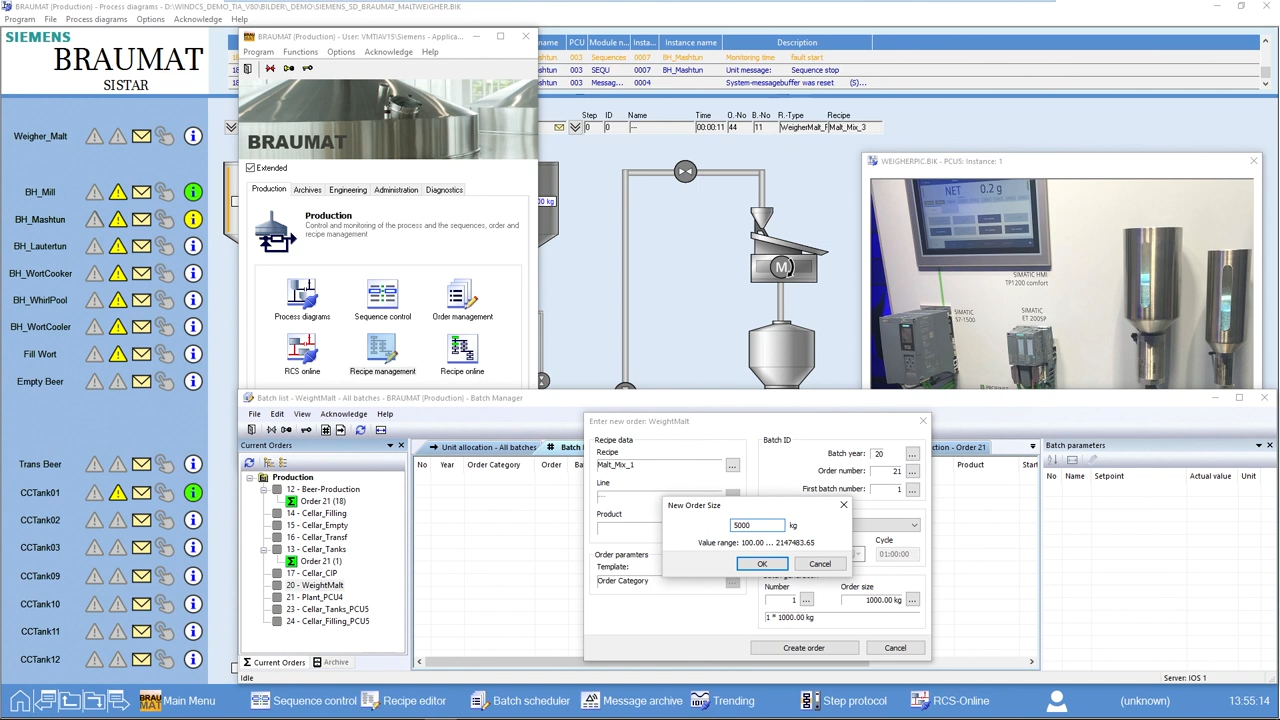 BRAUMAT (Production) - Process diagrams - D:\WINDCS_DEMO_TIA_V80\BILDER\_DEMO\SIEMENS_SD_BRAUMAT_MALTWEIGHER.BIK
Program File Process diagrams Options Acknowledge Help
SIEMENS
BRAUMAT
SISTAR
name PCU Module n... Insta... Instance name Description
003 Sequences 0007 BH_Mashtun Monitoring time fault start
003 SEQU 0007 BH_Mashtun Unit message: Sequence stop
003 Messag... 0004 System-messagebuffer was reset (S)...
Step D.-No Name Time O.-No B.-No R.-Type Recipe
0 0 --- 00:00:11 44 11 Malt_Mix_3
BRAUMAT (Production) - User: VMTIAV15\Siemens - Applica...
Program Functions Options Acknowledge Help
BRAUMAT
Extended
Production Archives Engineering Administration Diagnostics
Production
Control and monitoring of the process and the sequences, order and
recipe management
Process diagrams Sequence control Order management
RCS online Recipe management Recipe online
00 kg
M
WEIGHERPIC.BIK - PCU5: Instance: 1
NET 0.2 g
SIMATIC HMI
TP1200 comfort
SIMATIC
S7-1500
SIMATIC
ET 200SP
Weigher_Malt
BH_Mill
BH_Mashtun
BH_Lautertun
BH_WortCooker
BH_WhirlPool
BH_WortCooler
Fill Wort
Empty Beer
Trans Beer
CCTank01
CCTank02
CCTank03
CCTank09
CCTank10
CCTank11
CCTank12
Batch list - WeightMalt - All batches - BRAUMAT (Production) - Batch Manager
File Edit View Acknowledge Help
Current Orders
Production
12 - Beer-Production
Order 21 (18)
14 - Cellar_Filling
15 - Cellar_Empty
16 - Cellar_Transf
13 - Cellar_Tanks
Order 21 (1)
17 - Cellar_CIP
20 - WeightMalt
21 - Plant_PCU4
23 - Cellar_Tanks_PCU5
24 - Cellar_Filling_PCU5
Current Orders Archive
Unit allocation - All batches Batch l
ction - Order 21
No Year Order Category Order Ba
Product Start
Batch parameters
No Name Setpoint Actual value Unit
Enter new order: WeightMalt
Recipe data
Recipe
Malt_Mix_1 ...
Line
---
Product
Order paramters
Template:
Order Category
...
Batch ID
Batch year: 20 ...
Order number: 21 ...
First batch number: 1 ...
Cycle
01:00:00
Number Order size
1 ... 1000.00 kg ...
1 * 1000.00 kg
Create order Cancel
New Order Size
5000 kg
Value range: 100.00 ... 2147483.65
OK Cancel
Idle Server: IOS 1
Main Menu Sequence control Recipe editor Batch scheduler Message archive Trending Step protocol RCS-Online (unknown) 13:55:14